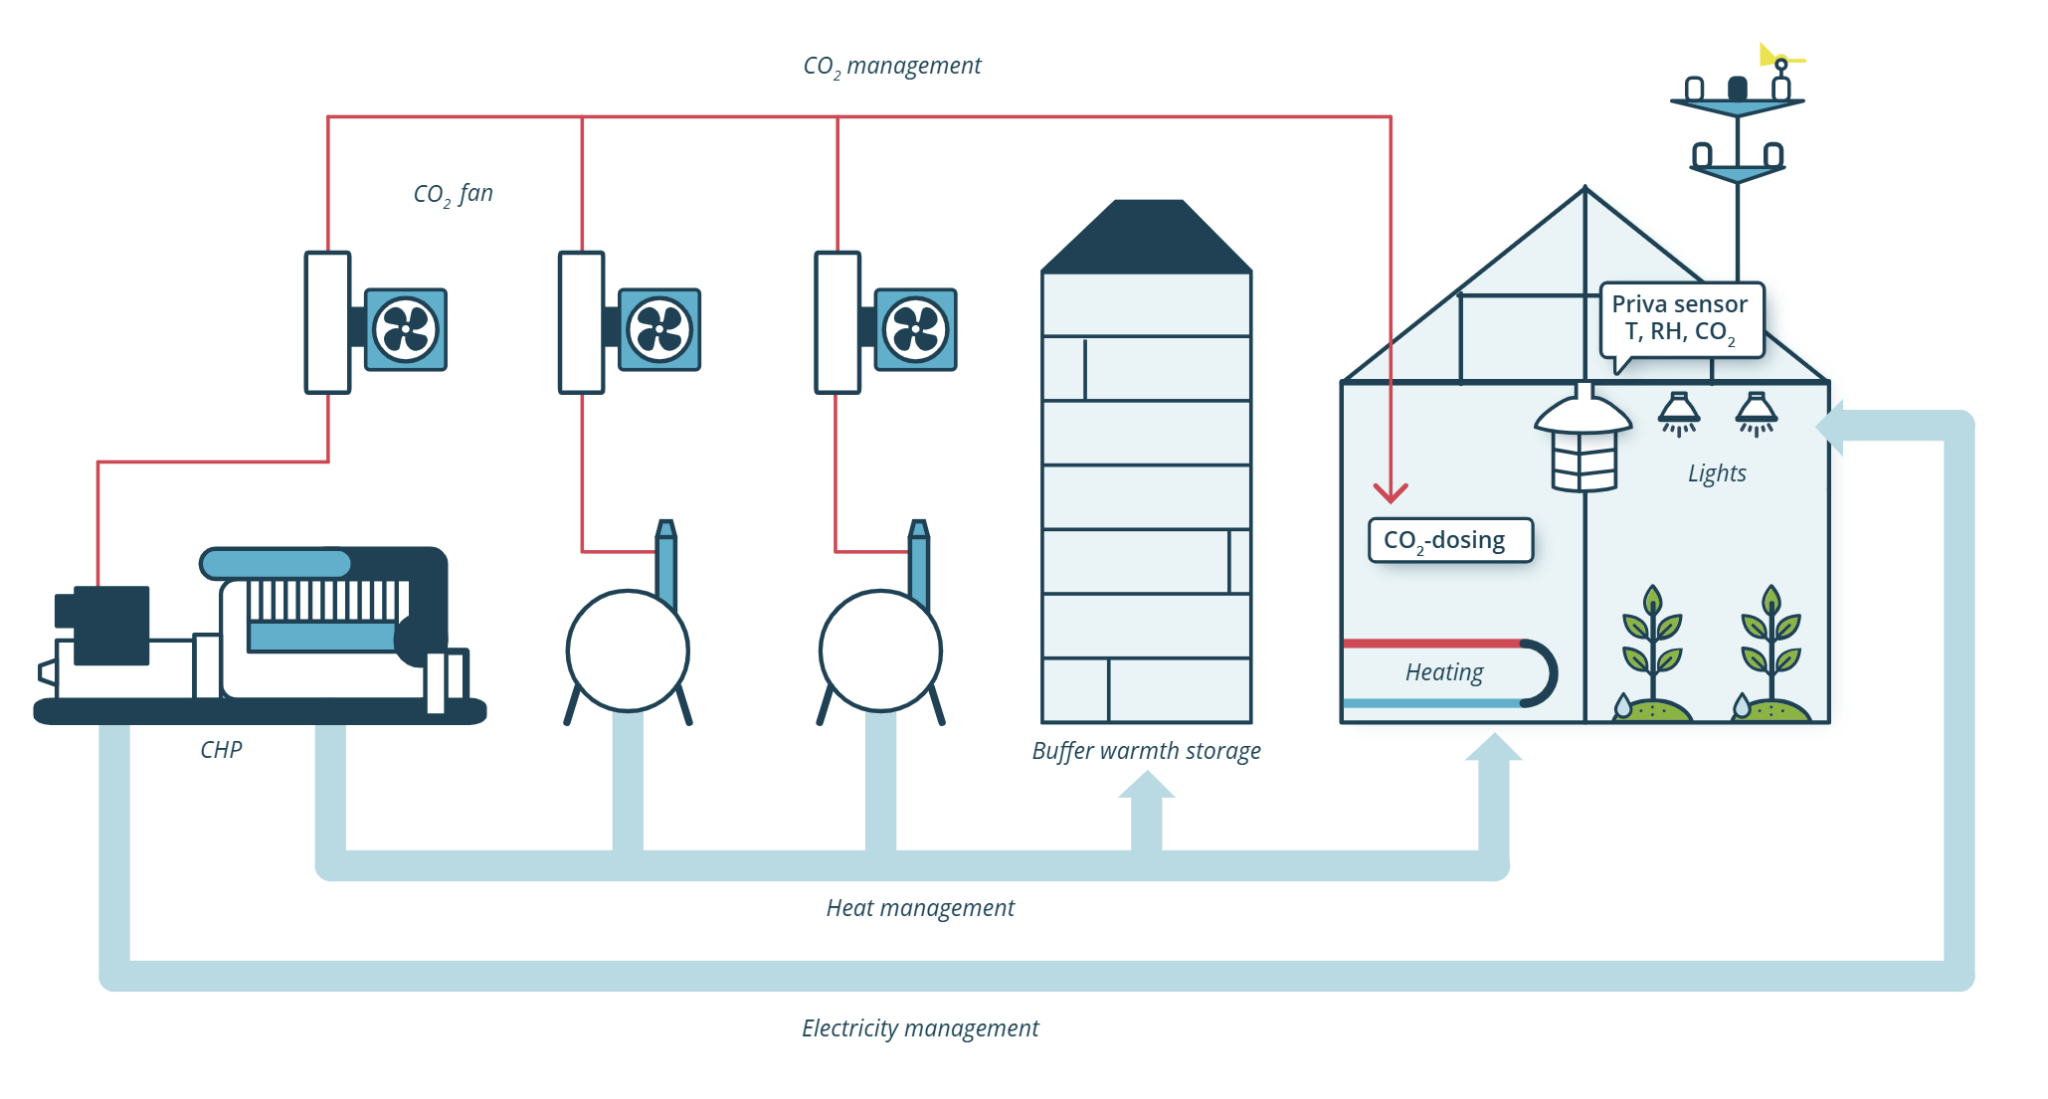 CO₂ management
CO₂ fan
Priva sensor
T, RH, CO₂
Lights
CO₂-dosing
Heating
CHP
Buffer warmth storage
Heat management
Electricity management